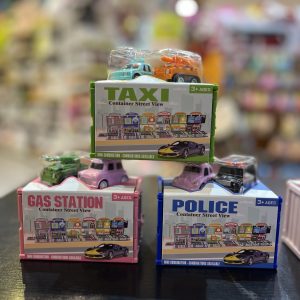 3+ AGES
TAXI
Container Street View
3+ AGES
GAS STATION
Container Street View
3+ AGES
POLICE
Container Street View